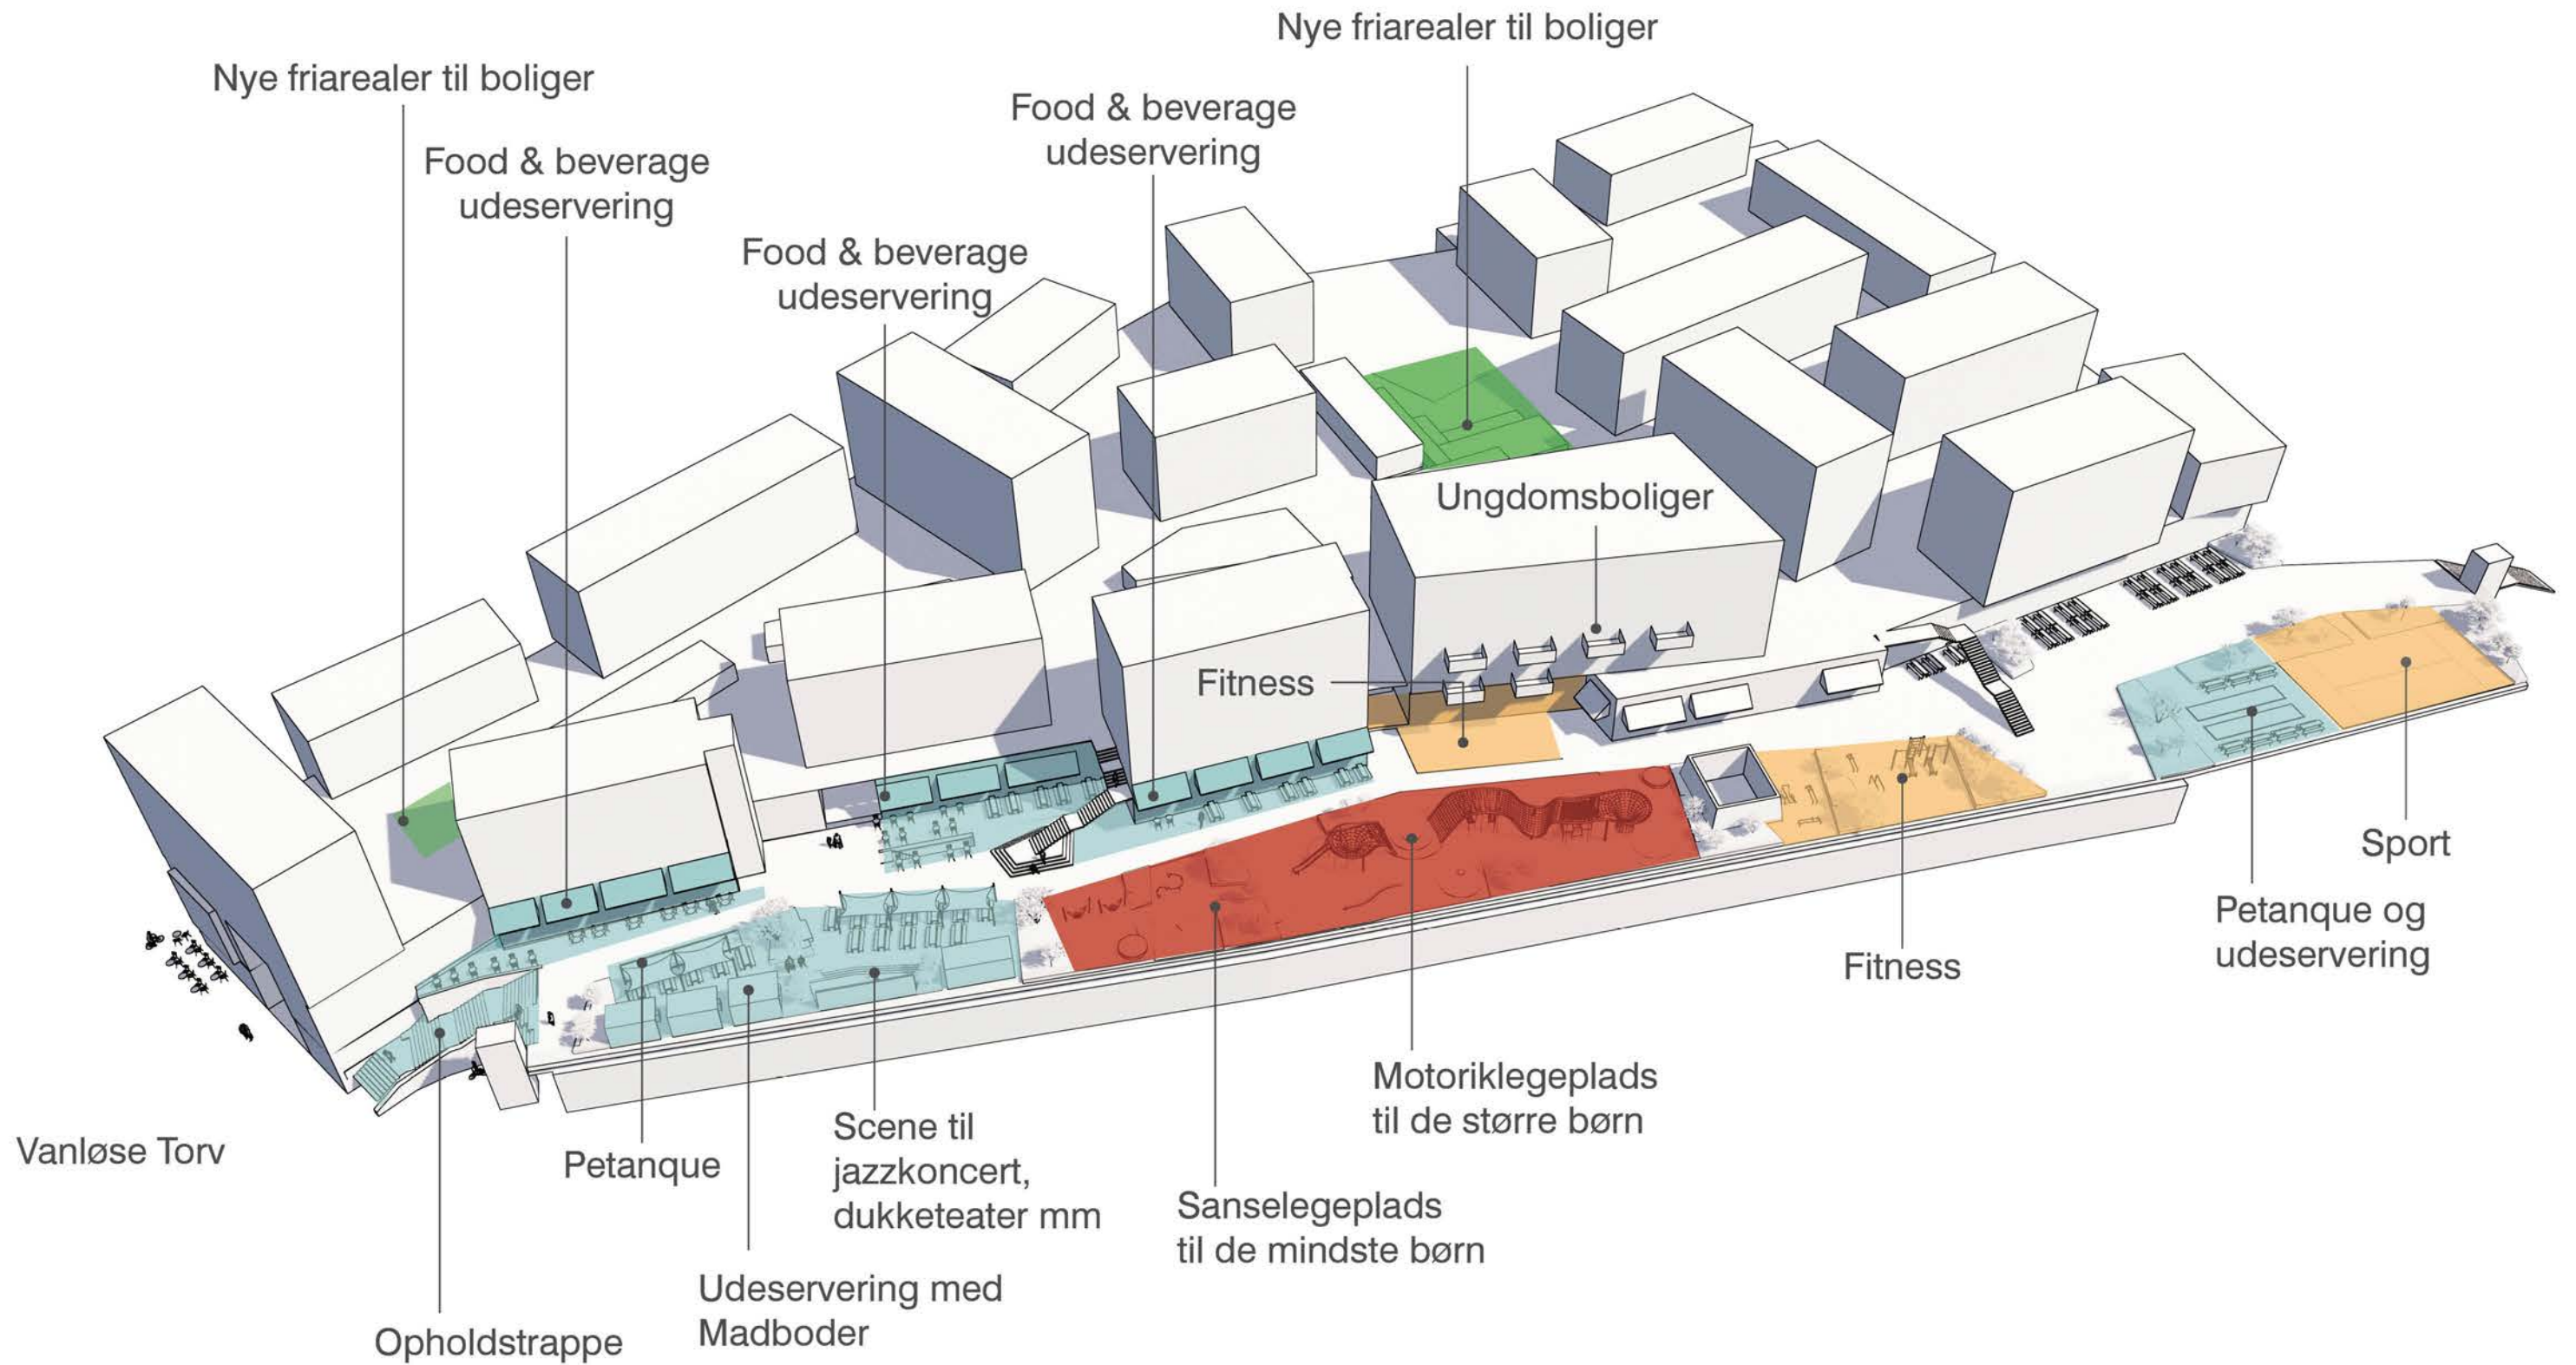 Nye friarealer til boliger
Nye friarealer til boliger
Food & beverage
udeservering
Food & beverage
udeservering
Food & beverage
udeservering
Ungdomsboliger
Fitness
Sport
Petanque og
udeservering
Fitness
Motoriklegeplads
til de større børn
Sanselegeplads
til de mindste børn
Scene til
jazzkoncert,
dukketeater mm
Petanque
Vanløse Torv
Udeservering med
Madboder
Opholdstrappe